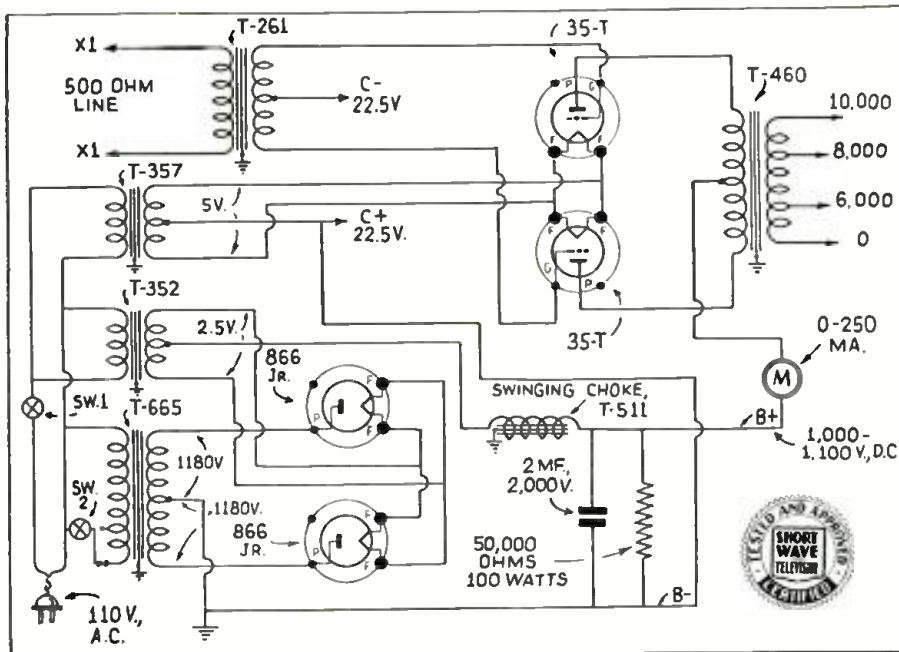 T-261
35-T
X1
500 OHM
LINE
X1
C-
22.5V
P
G
F
F
T-460
10,000
8,000
6,000
0
T-357
5V.
C+
22.5V.
F
F
G
P
35-T
T-352
2.5V.
866
JR.
P
F
F
SW.1
T-665
SW.
2
1180V
1180V.
866
JR.
P
F
F
SWINGING CHOKE,
T-511
0-250
MA.
M
B+
1,000-
1,100 V., D.C.
2 MF.,
2,000V.
50,000
OHMS
100 WATTS
B-
110 V.,
A.C.
TESTED AND APPROVED
SHORT
WAVE
TELEVISION
CERTIFIED